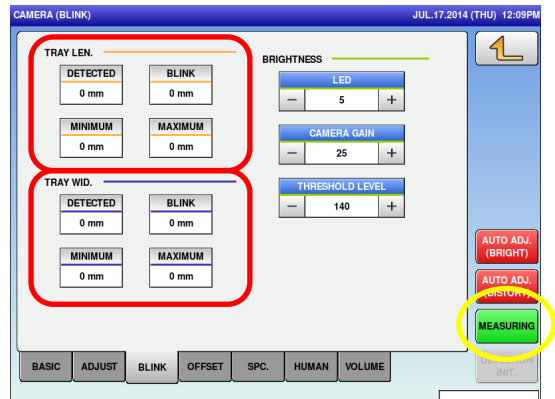 CAMERA (BLINK) JUL.17.2014 (THU) 12:09PM
TRAY LEN.
DETECTED BLINK
0 mm 0 mm
MINIMUM MAXIMUM
0 mm 0 mm
TRAY WID.
DETECTED BLINK
0 mm 0 mm
MINIMUM MAXIMUM
0 mm 0 mm
BRIGHTNESS
LED
− 5 +
CAMERA GAIN
− 25 +
THRESHOLD LEVEL
− 140 +
AUTO ADJ.
(BRIGHT)
AUTO ADJ.
(DISTORT)
MEASURING
DETECTION
INIT.
BASIC ADJUST BLINK OFFSET SPC. HUMAN VOLUME